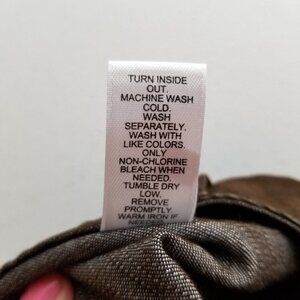 TURN INSIDE
OUT.
MACHINE WASH
COLD.
WASH
SEPARATELY.
WASH WITH
LIKE COLORS.
ONLY
NON-CHLORINE
BLEACH WHEN
NEEDED.
TUMBLE DRY
LOW.
REMOVE
PROMPTLY.
WARM IRON IF
NEEDED.